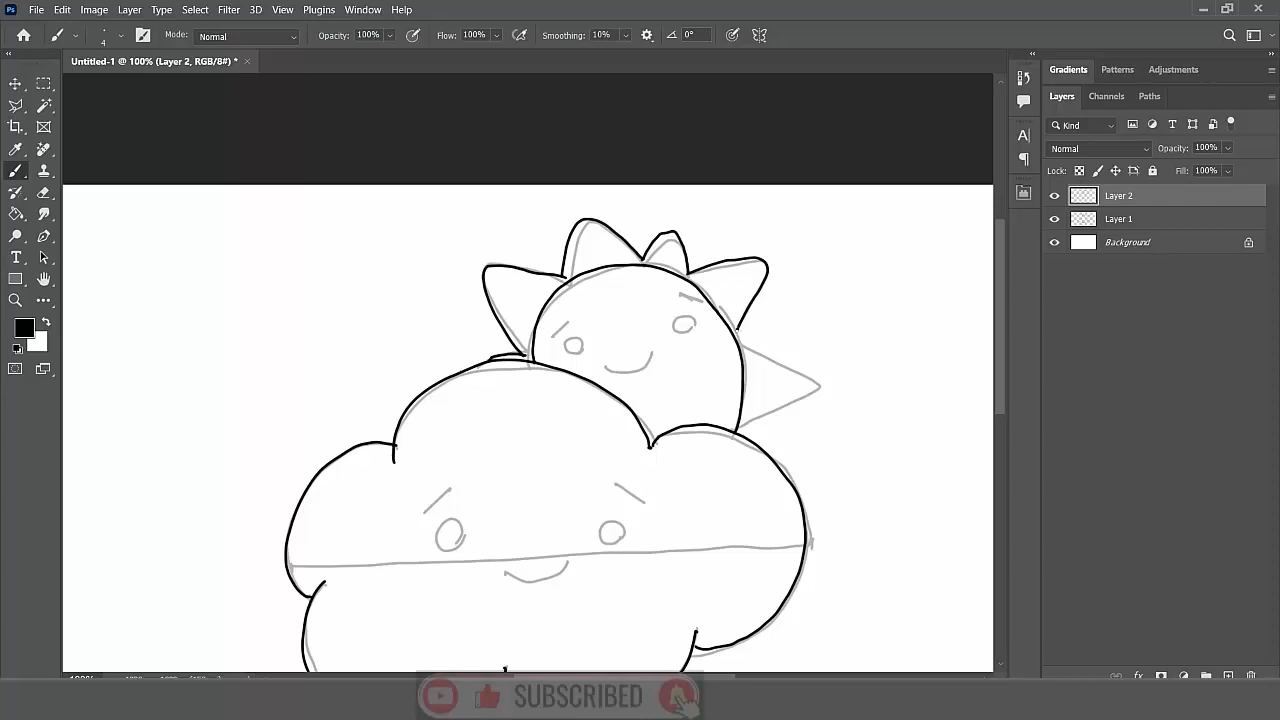 Ps File Edit Image Layer Type Select Filter 3D View Plugins Window Help
4 Mode: Normal Opacity: 100% Flow: 100% Smoothing: 10% 0°
Untitled-1 @ 100% (Layer 2, RGB/8#) *
Gradients Patterns Adjustments
Layers Channels Paths
Kind
Normal Opacity: 100%
Lock: Fill: 100%
Layer 2
Layer 1
Background
SUBSCRIBED